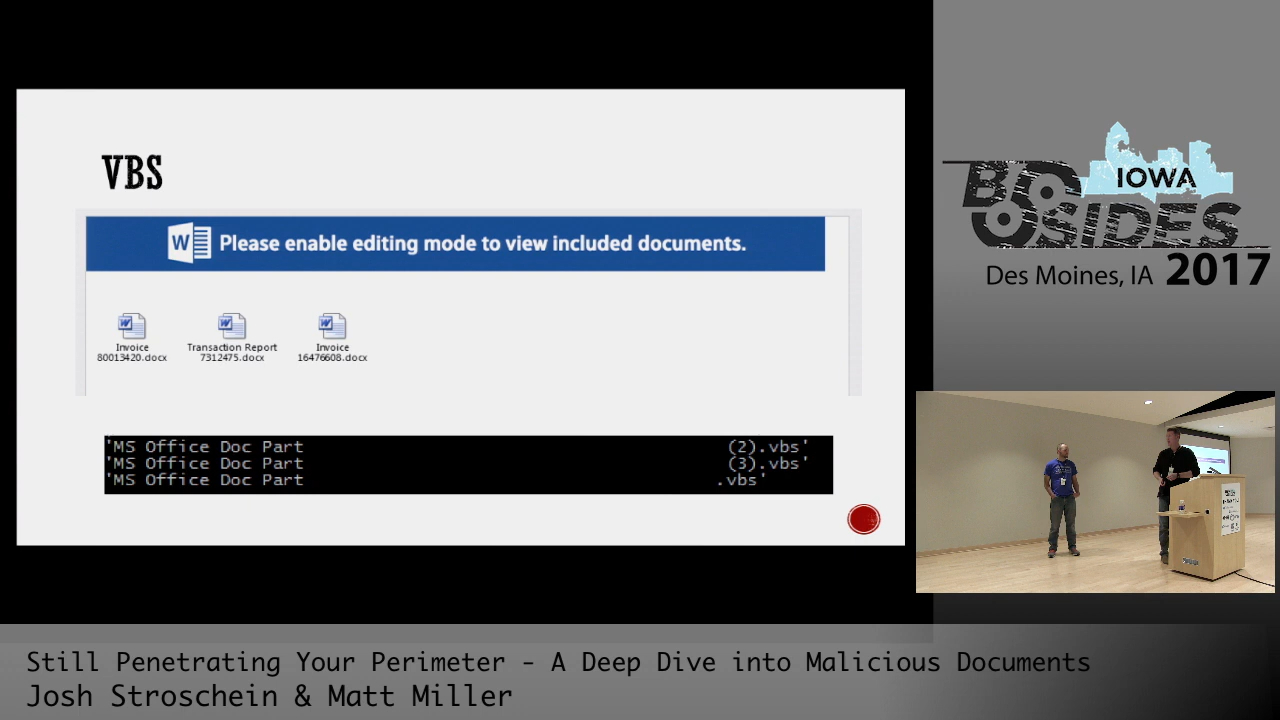 VBS
W Please enable editing mode to view included documents.
Invoice
80013420.docx
Transaction Report
7312475.docx
Invoice
16476608.docx
'MS Office Doc Part (2).vbs'
'MS Office Doc Part (3).vbs'
'MS Office Doc Part .vbs'
IOWA
BSIDES
Des Moines, IA 2017
Still Penetrating Your Perimeter - A Deep Dive into Malicious Documents
Josh Stroschein & Matt Miller